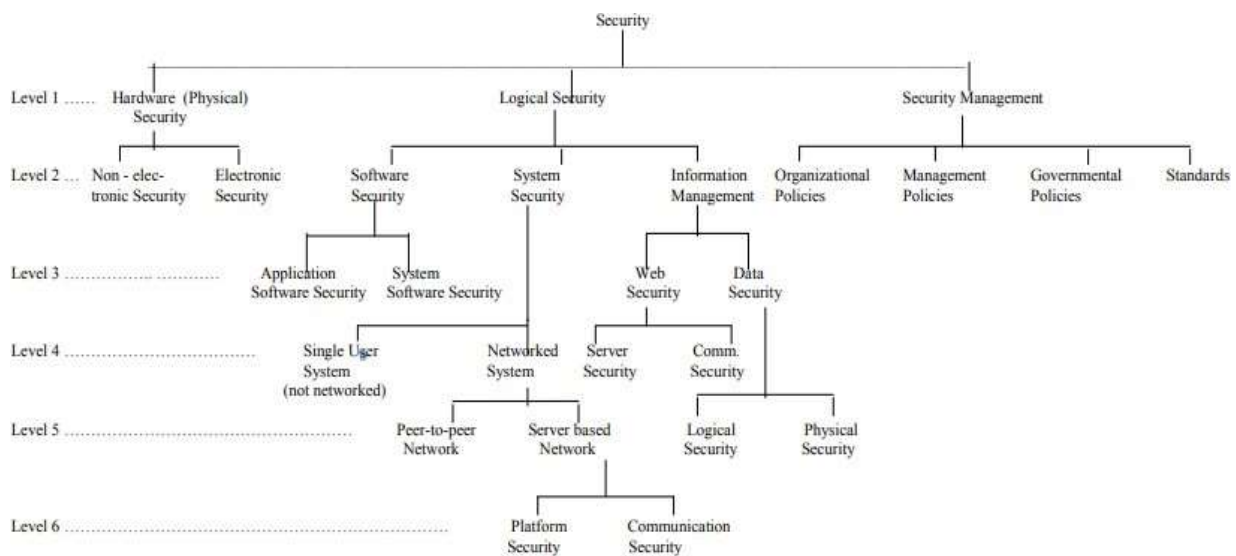 Security
Level 1 ...... Hardware (Physical) Logical Security Security Management
Security
Level 2 ... Non - elec- Electronic Software System Information Organizational Management Governmental Standards
tronic Security Security Security Security Management Policies Policies Policies
Level 3 ...................... ............ Application System Web Data
Software Security Software Security Security Security
Level 4 .................................... Single User Networked Server Comm.
System System Security Security
(not networked)
Level 5 ...................................................... Peer-to-peer Server based Logical Physical
Network Network Security Security
Level 6 ........................................................................ Platform Communication
Security Security